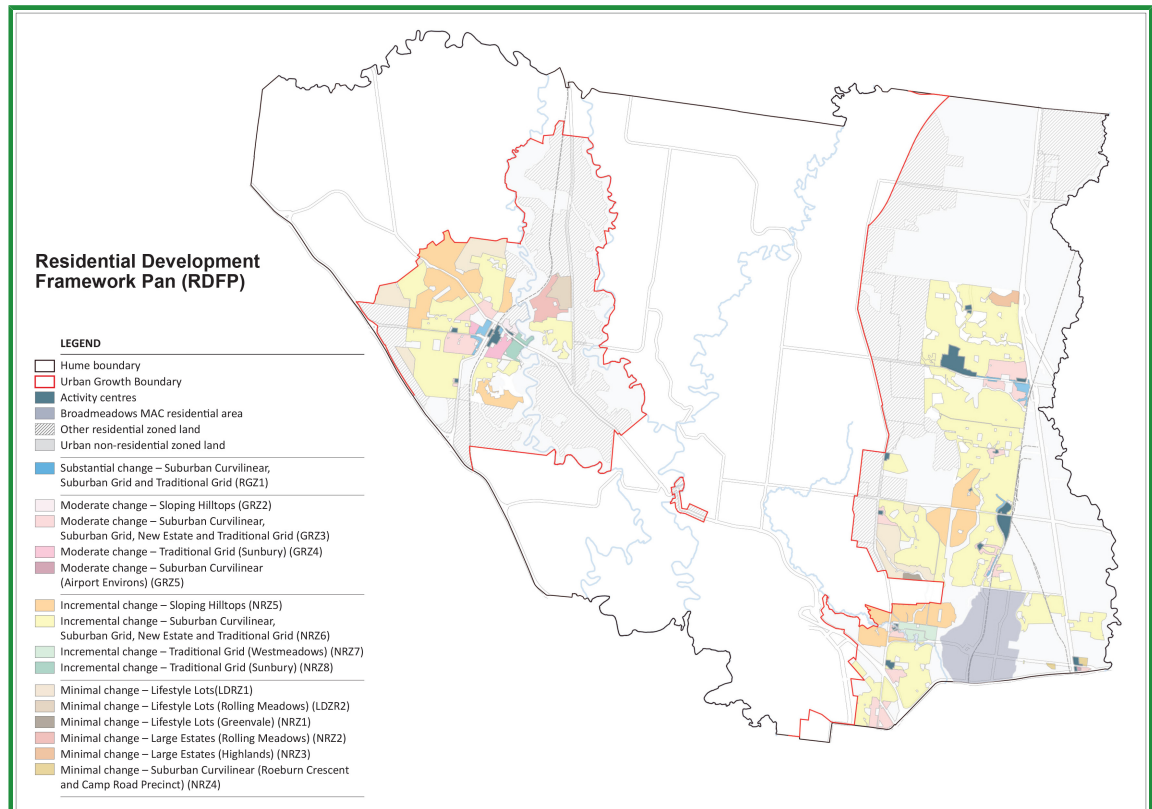 Residential Development
Framework Pan (RDFP)
LEGEND
Hume boundary
Urban Growth Boundary
Activity centres
Broadmeadows MAC residential area
Other residential zoned land
Urban non-residential zoned land
Substantial change – Suburban Curvilinear,
Suburban Grid and Traditional Grid (RGZ1)
Moderate change – Sloping Hilltops (GRZ2)
Moderate change – Suburban Curvilinear,
Suburban Grid, New Estate and Traditional Grid (GRZ3)
Moderate change – Traditional Grid (Sunbury) (GRZ4)
Moderate change – Suburban Curvilinear
(Airport Environs) (GRZ5)
Incremental change – Sloping Hilltops (NRZ5)
Incremental change – Suburban Curvilinear,
Suburban Grid, New Estate and Traditional Grid (NRZ6)
Incremental change – Traditional Grid (Westmeadows) (NRZ7)
Incremental change – Traditional Grid (Sunbury) (NRZ8)
Minimal change – Lifestyle Lots(LDRZ1)
Minimal change – Lifestyle Lots (Rolling Meadows) (LDZR2)
Minimal change – Lifestyle Lots (Greenvale) (NRZ1)
Minimal change – Large Estates (Rolling Meadows) (NRZ2)
Minimal change – Large Estates (Highlands) (NRZ3)
Minimal change – Suburban Curvilinear (Roeburn Crescent
and Camp Road Precinct) (NRZ4)